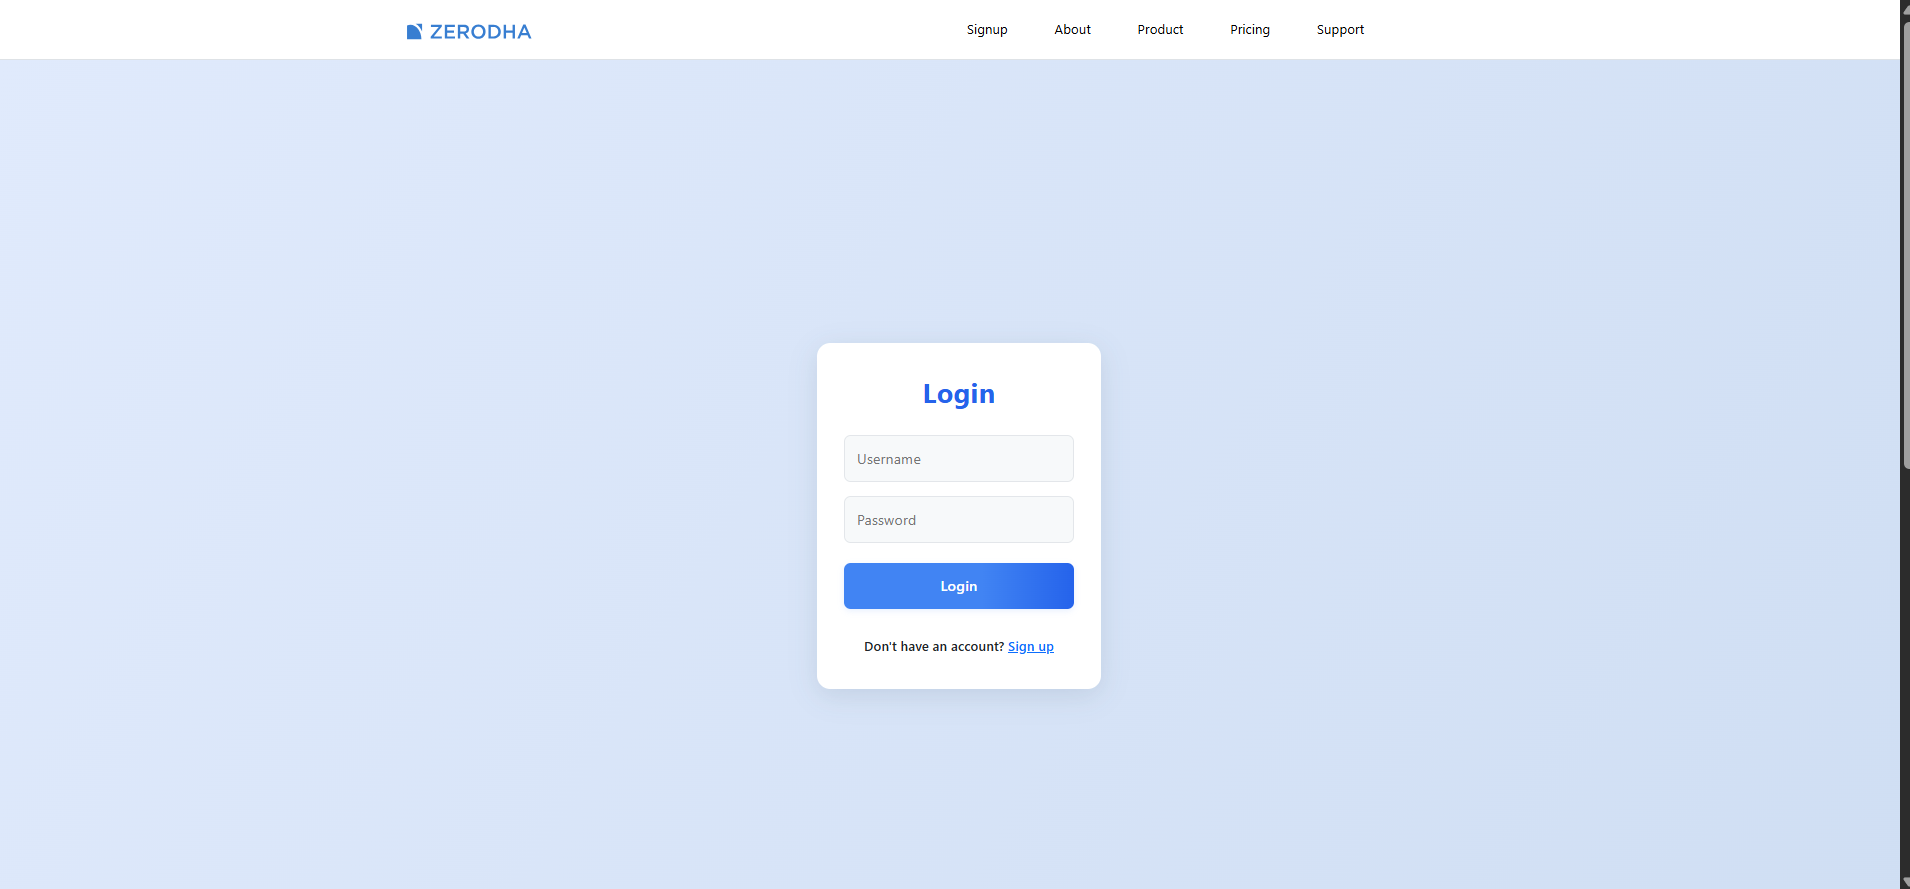 ZERODHA
Signup About Product Pricing Support
Login
Username
Password
Login
Don't have an account? Sign up